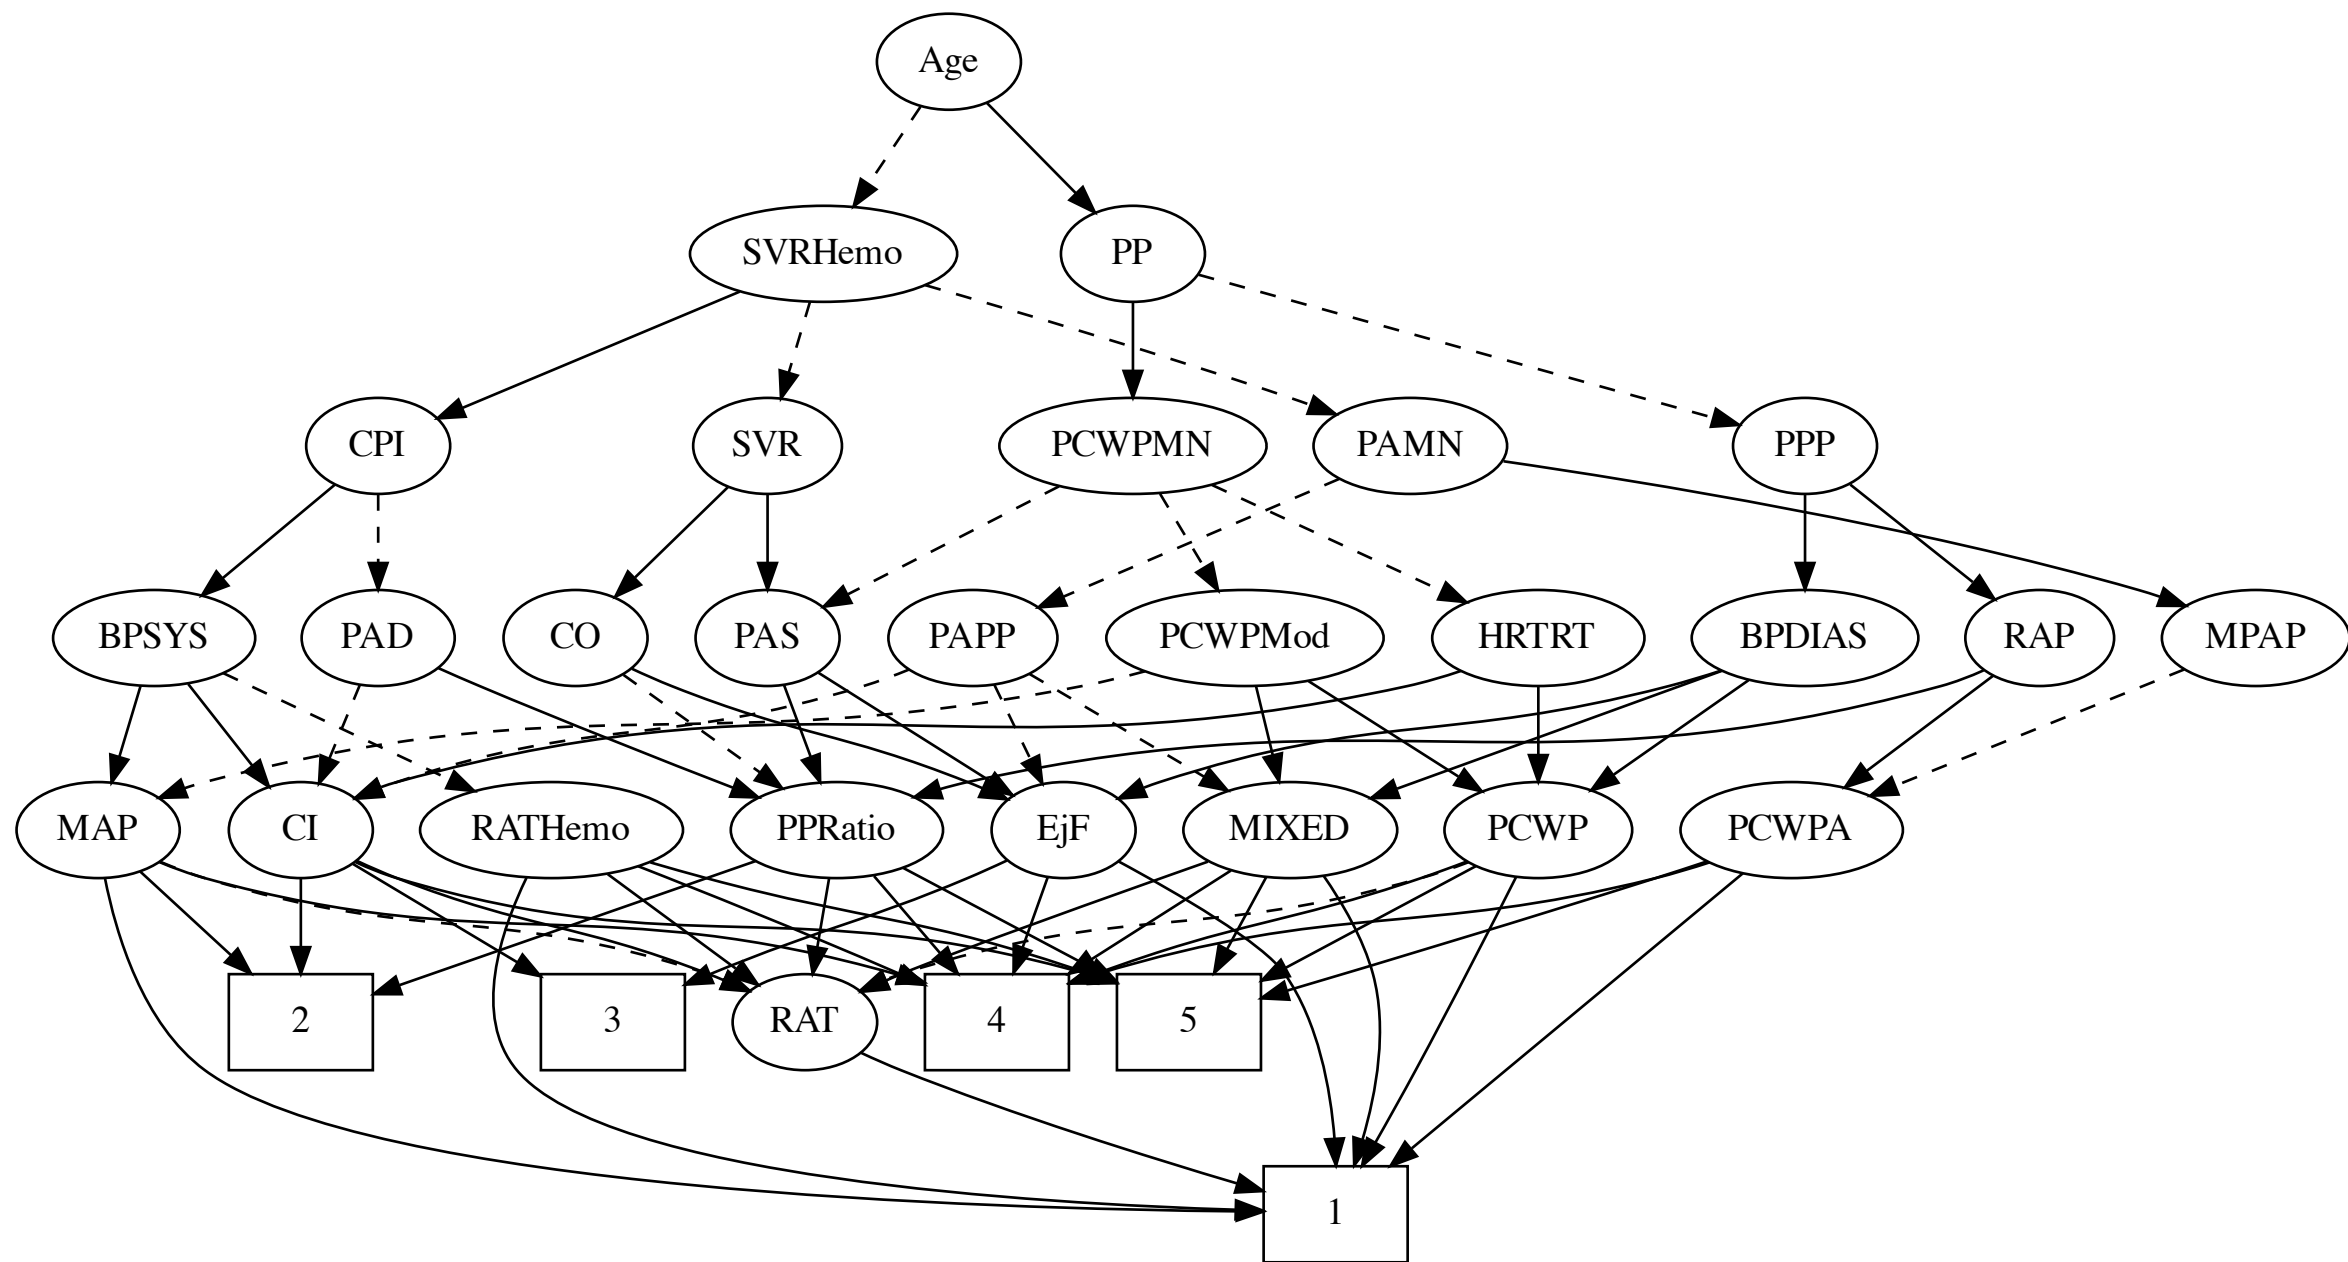 Age
SVRHemo
PP
CPI
SVR
PCWPMN
PAMN
PPP
BPSYS
PAD
CO
PAS
PAPP
PCWPMod
HRTRT
BPDIAS
RAP
MPAP
MAP
CI
RATHemo
PPRatio
EjF
MIXED
PCWP
PCWPA
2
3
RAT
4
5
1